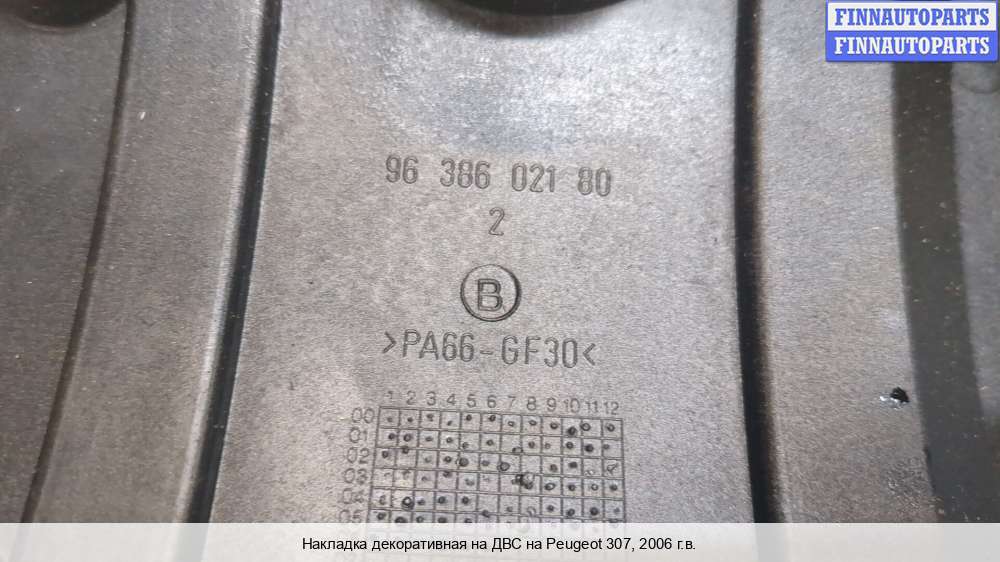 FINNAUTOPARTS
FINNAUTOPARTS
96 386 021 80
2
B
>PA66-GF30<
1 2 3 4 5 6 7 8 9 10 11 12
00
01
02
03
04
05
Накладка декоративная на ДВС на Peugeot 307, 2006 г.в.